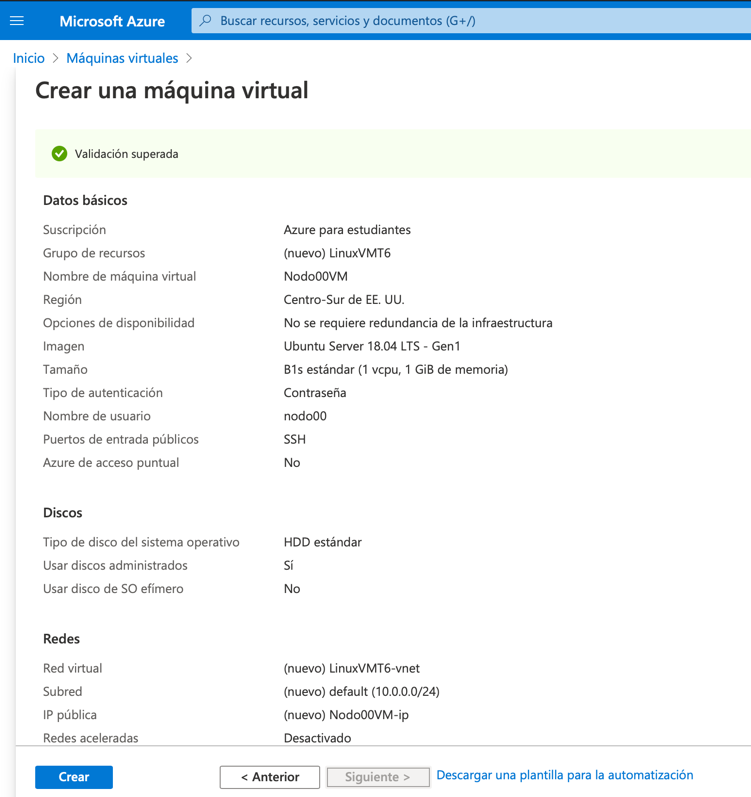 Microsoft Azure
Buscar recursos, servicios y documentos (G+/)
Inicio > Máquinas virtuales >
Crear una máquina virtual
Validación superada
Datos básicos
Suscripción Azure para estudiantes
Grupo de recursos (nuevo) LinuxVMT6
Nombre de máquina virtual Nodo00VM
Región Centro-Sur de EE. UU.
Opciones de disponibilidad No se requiere redundancia de la infraestructura
Imagen Ubuntu Server 18.04 LTS - Gen1
Tamaño B1s estándar (1 vcpu, 1 GiB de memoria)
Tipo de autenticación Contraseña
Nombre de usuario nodo00
Puertos de entrada públicos SSH
Azure de acceso puntual No
Discos
Tipo de disco del sistema operativo HDD estándar
Usar discos administrados Sí
Usar disco de SO efímero No
Redes
Red virtual (nuevo) LinuxVMT6-vnet
Subred (nuevo) default (10.0.0.0/24)
IP pública (nuevo) Nodo00VM-ip
Redes aceleradas Desactivado
Crear < Anterior Siguiente > Descargar una plantilla para la automatización